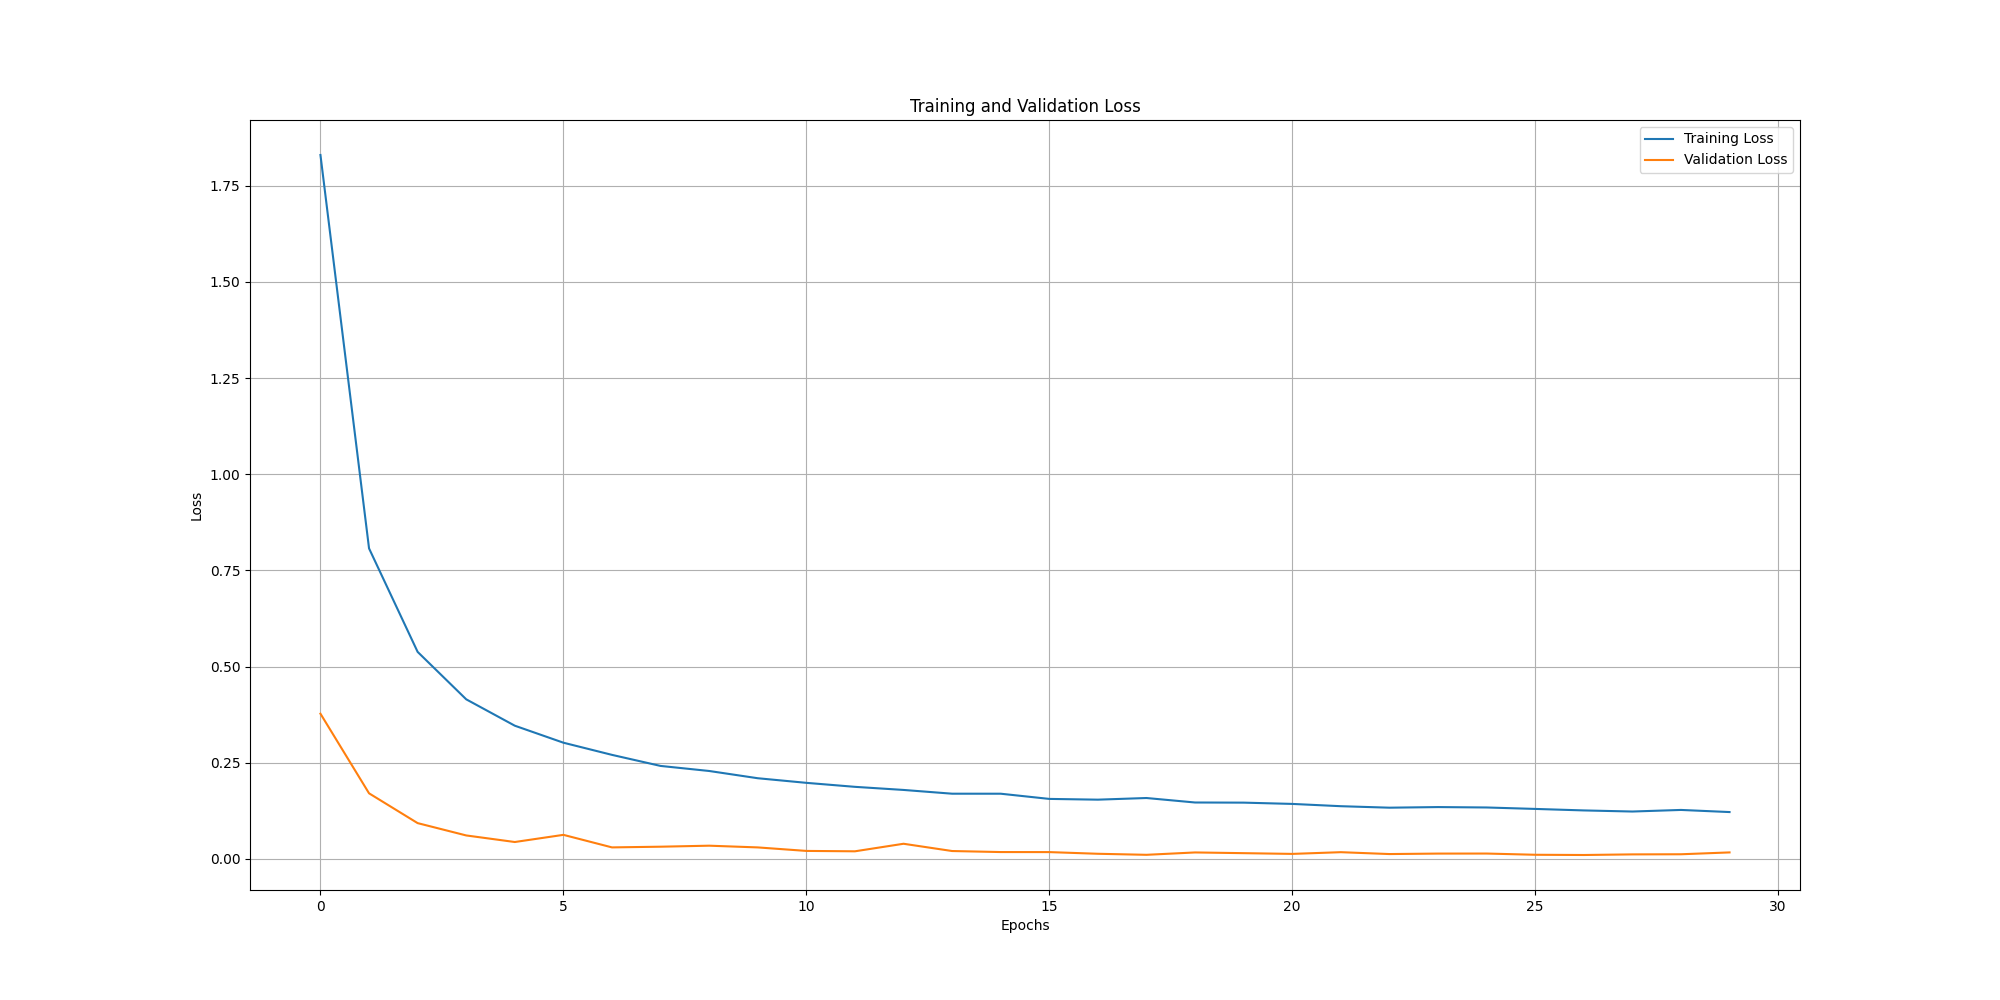 Training and Validation Loss
Training Loss
Validation Loss
1.75
1.50
1.25
1.00
0.75
0.50
0.25
0.00
Loss
0 5 10 15 20 25 30
Epochs